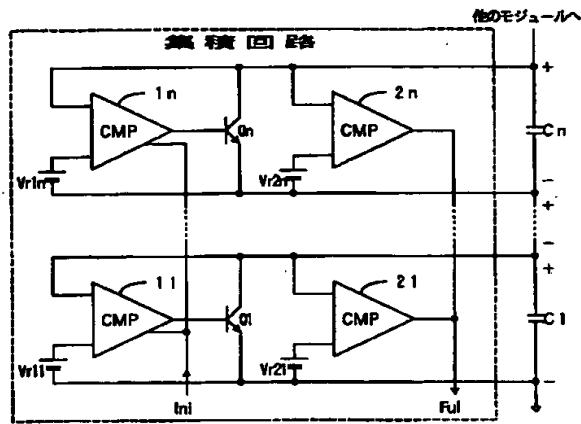 他のモジュールへ
集積回路
1n
2n
+
CMP
Qn
CMP
Cn
Vr1n
Vr2n
−
+
−
+
11
21
CMP
Q1
CMP
C1
Vr11
Vr21
−
Ini
Ful